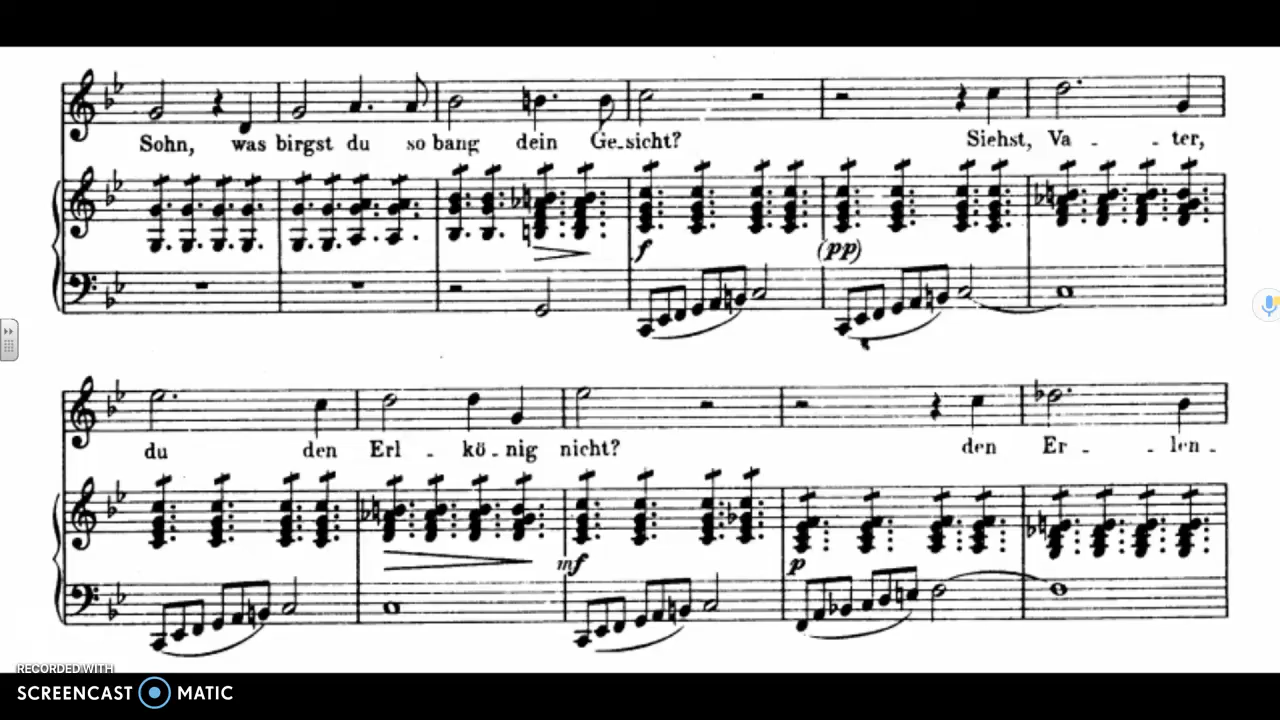 Sohn, was birgst du so bang dein Ge-sicht? Siehst, Va - - ter,
f (pp)
du den Erl - kö - nig nicht? den Er - - len -
mf p
RECORDED WITH
SCREENCAST MATIC